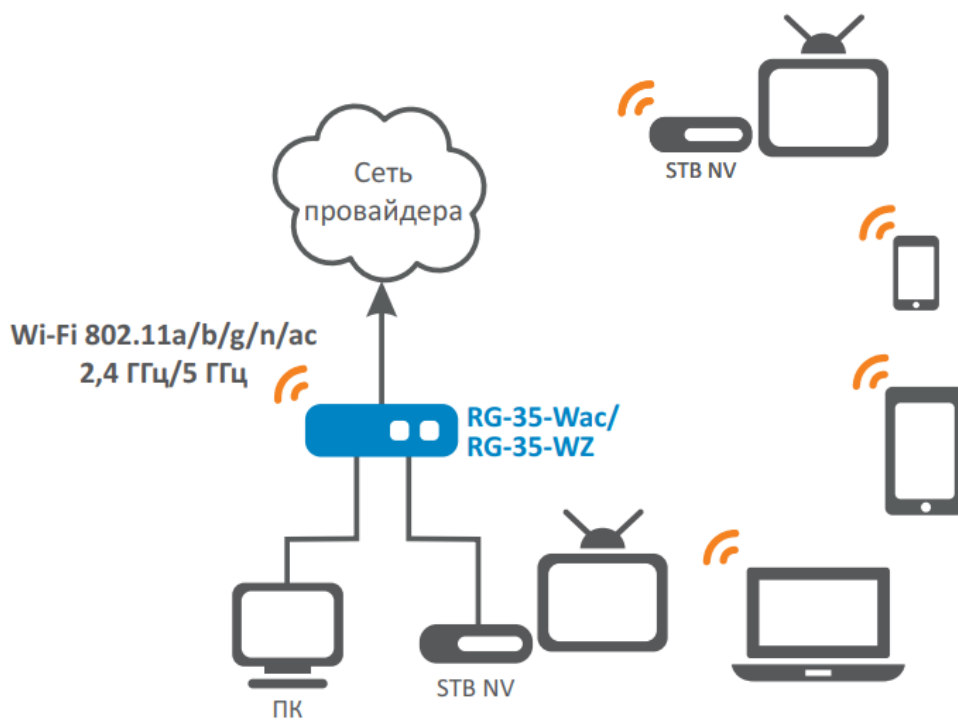 STB NV
Сеть
провайдера
Wi-Fi 802.11a/b/g/n/ac
2,4 ГГц/5 ГГц
RG-35-Wac/
RG-35-WZ
STB NV
ПК